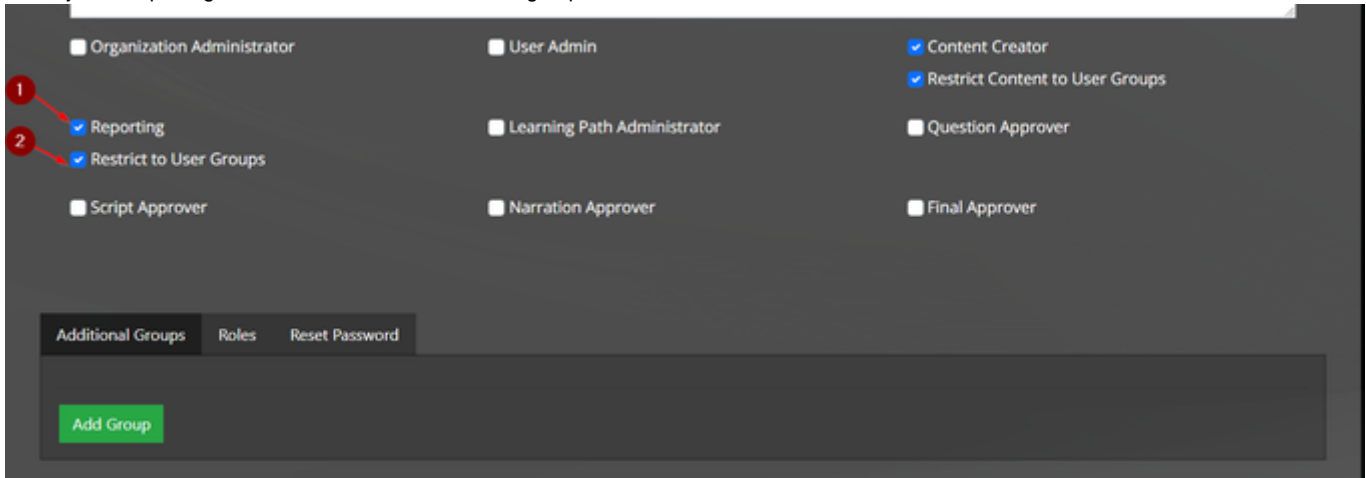 Organization Administrator
User Admin
Content Creator
Restrict Content to User Groups
1
Reporting
Learning Path Administrator
Question Approver
2
Restrict to User Groups
Script Approver
Narration Approver
Final Approver
Additional Groups
Roles
Reset Password
Add Group